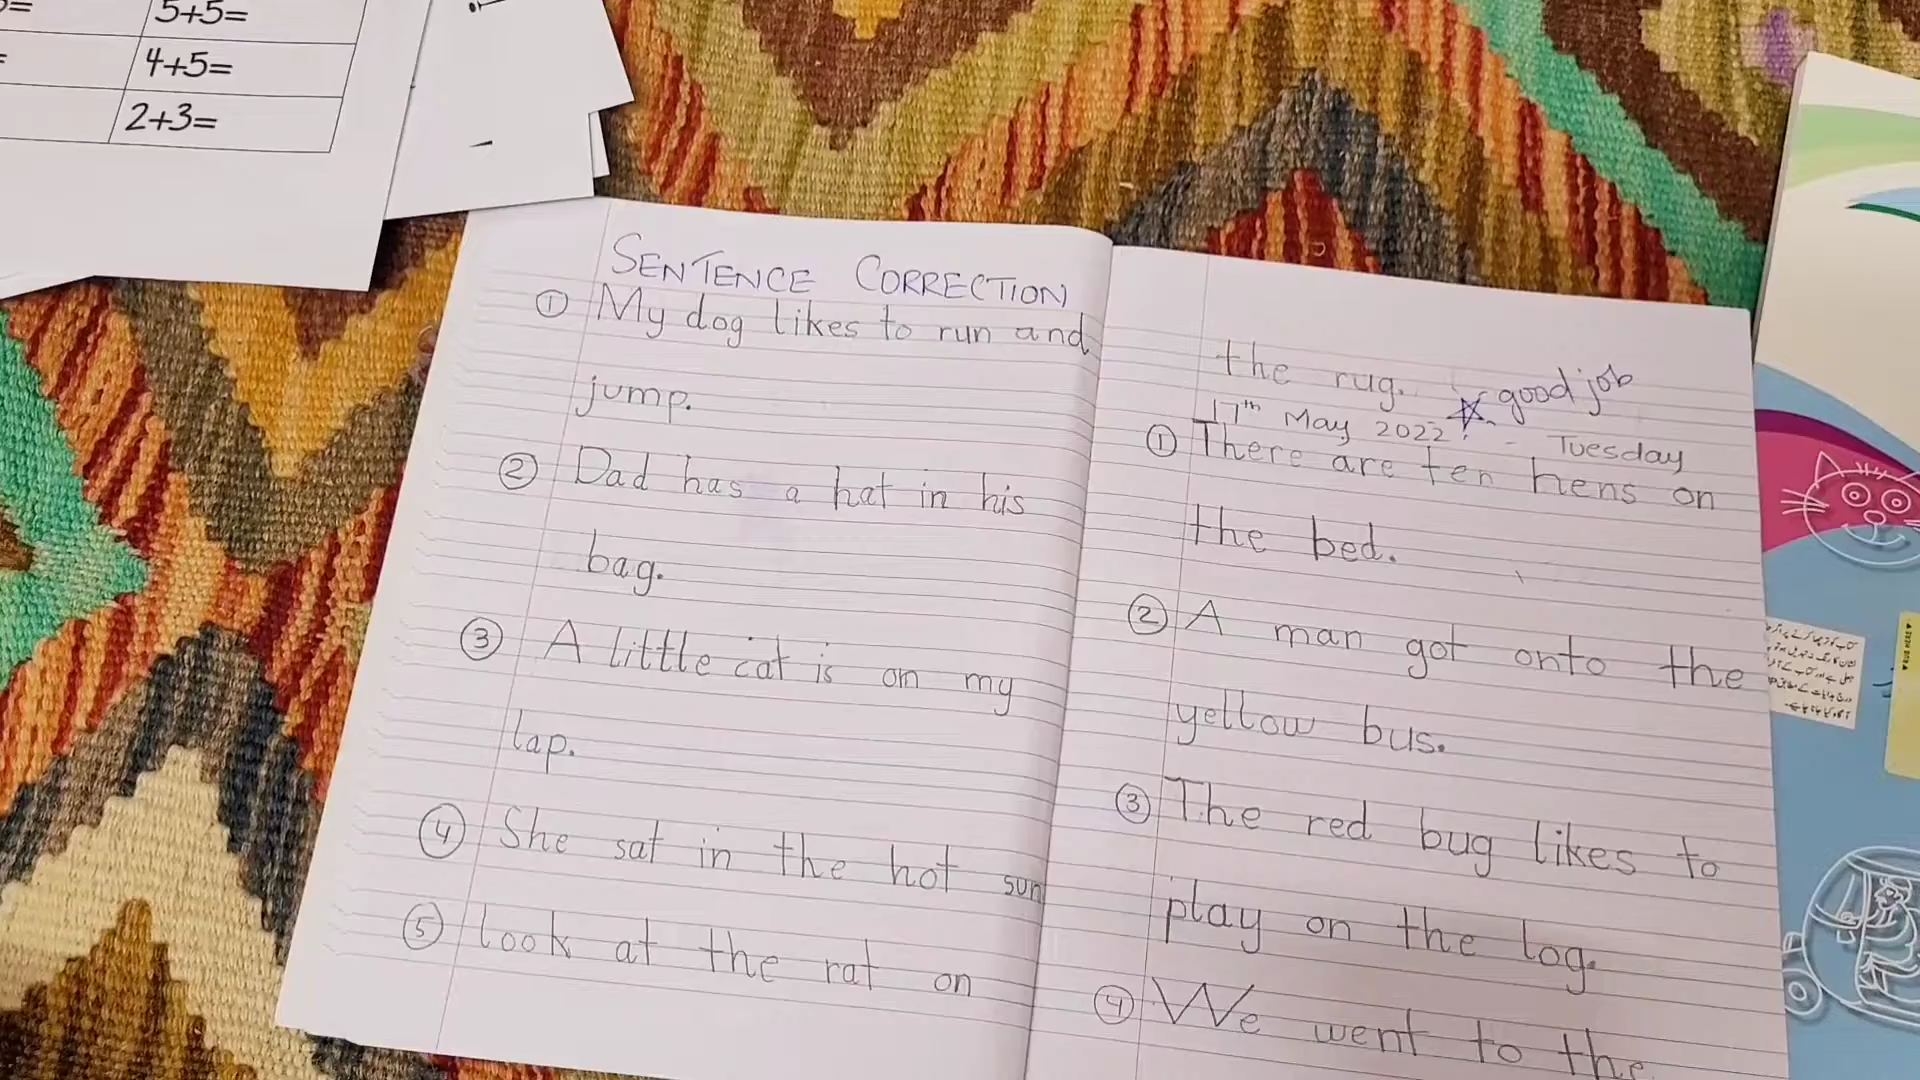 5+5=
4+5=
2+3=
SENTENCE CORRECTION
① My dog likes to run and
jump.
② Dad has a hat in his
bag.
③ A little cat is on my
lap.
④ She sat in the hot sun
⑤ look at the rat on
the rug. good job
17th May 2022 - Tuesday
① There are ten hens on
the bed.
② A man got onto the
yellow bus.
③ The red bug likes to
play on the log.
④ We went to the
RUB HERE